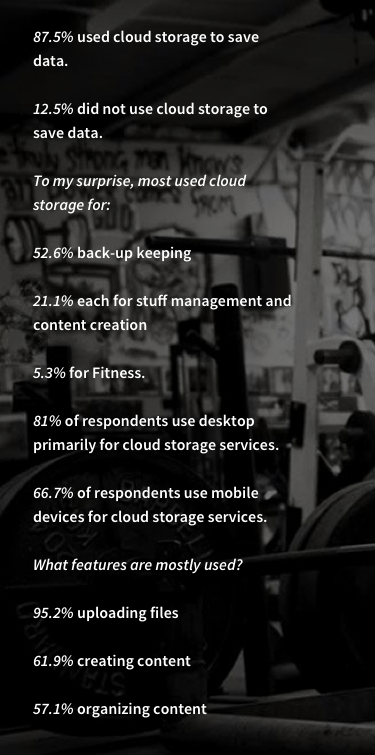 87.5% used cloud storage to save
data.
12.5% did not use cloud storage to
save data.
To my surprise, most used cloud
storage for:
52.6% back-up keeping
21.1% each for stuff management and
content creation
5.3% for Fitness.
81% of respondents use desktop
primarily for cloud storage services.
66.7% of respondents use mobile
devices for cloud storage services.
What features are mostly used?
95.2% uploading files
61.9% creating content
57.1% organizing content